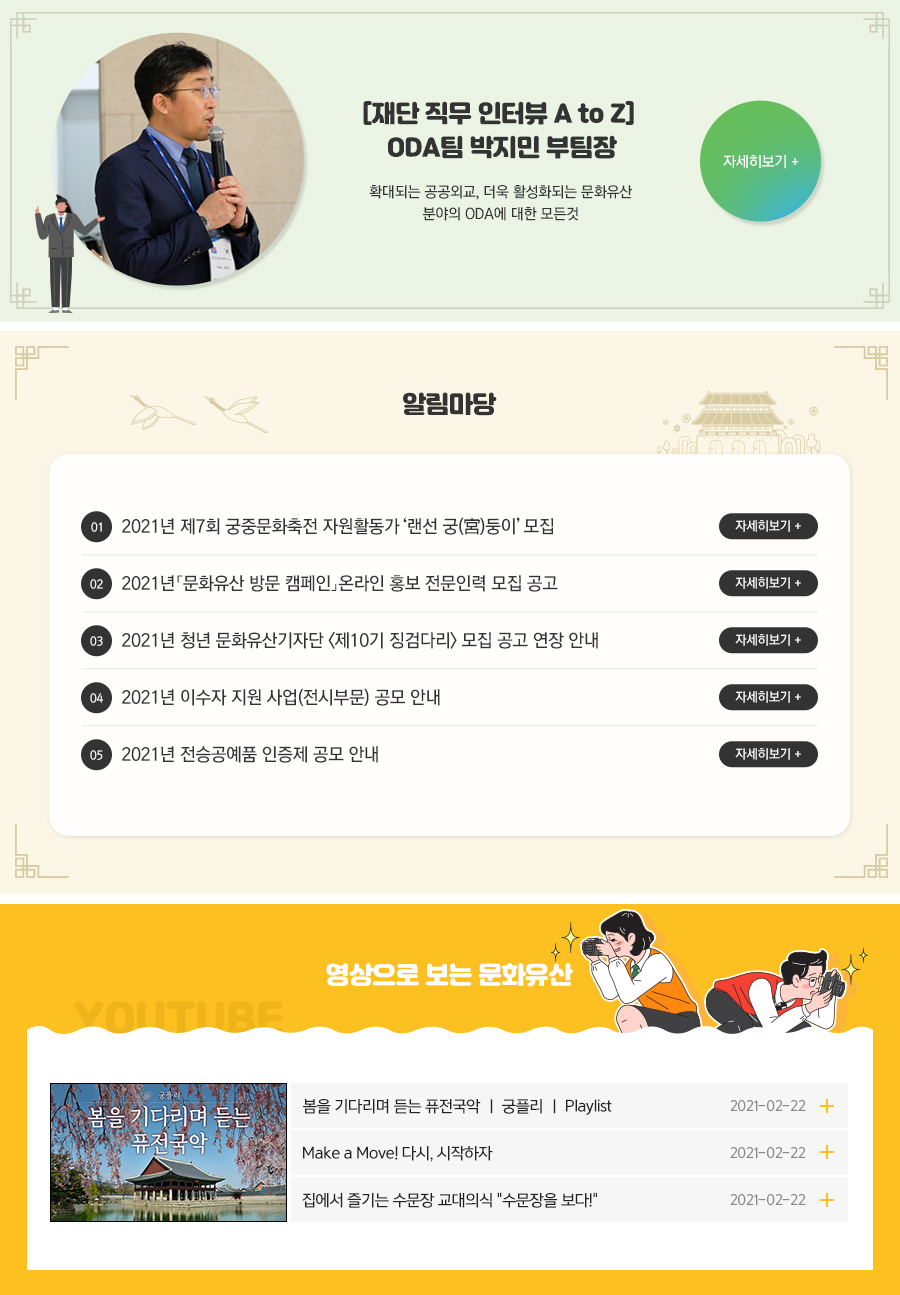 [재단 직무 인터뷰 A to Z]
ODA팀 박지민 부팀장
확대되는 공공외교, 더욱 활성화되는 문화유산
분야의 ODA에 대한 모든것
자세히보기 +
알림마당
01 2021년 제7회 궁중문화축전 자원활동가 ‘랜선 궁(宮)둥이’ 모집 자세히보기 +
02 2021년「문화유산 방문 캠페인」온라인 홍보 전문인력 모집 공고 자세히보기 +
03 2021년 청년 문화유산기자단 〈제10기 징검다리〉 모집 공고 연장 안내 자세히보기 +
04 2021년 이수자 지원 사업(전시부문) 공모 안내 자세히보기 +
05 2021년 전승공예품 인증제 공모 안내 자세히보기 +
영상으로 보는 문화유산
YOUTUBE
궁플리
봄을 기다리며 듣는
퓨전국악
봄을 기다리며 듣는 퓨전국악 ㅣ 궁플리 ㅣ Playlist 2021-02-22 +
Make a Move! 다시, 시작하자 2021-02-22 +
집에서 즐기는 수문장 교대의식 "수문장을 보다!" 2021-02-22 +